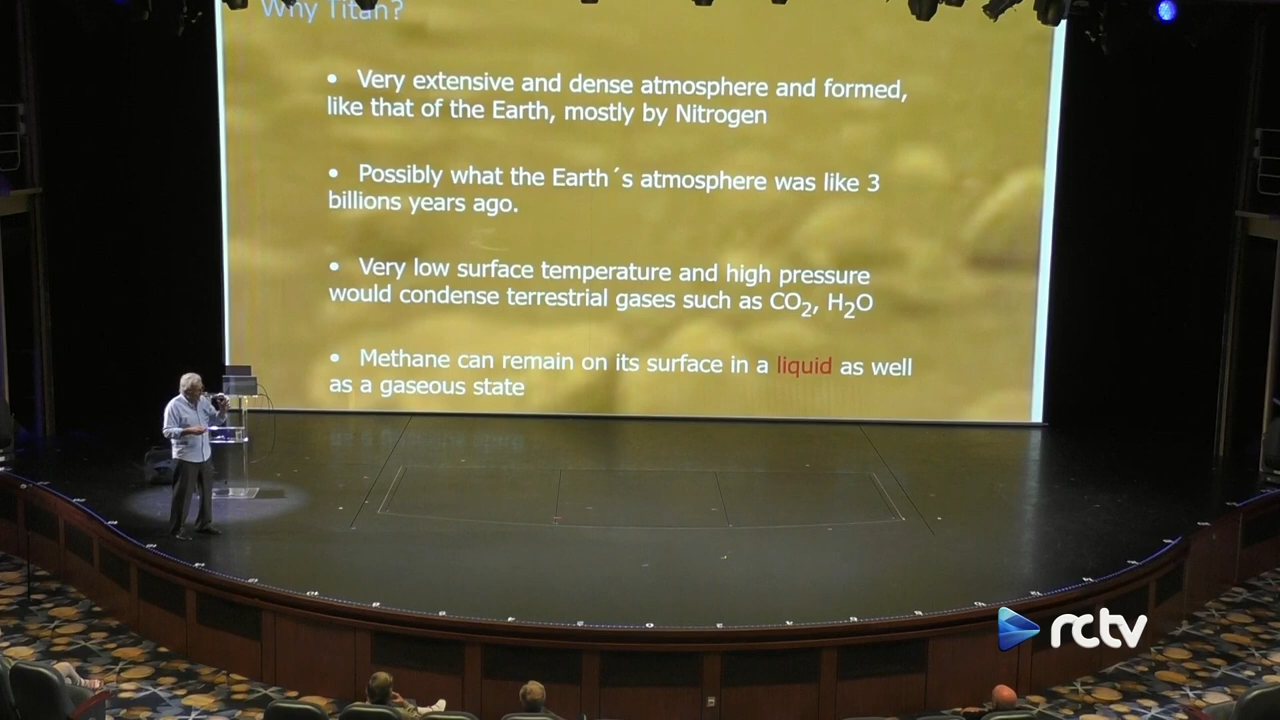 Why Titan?
• Very extensive and dense atmosphere and formed,
like that of the Earth, mostly by Nitrogen
• Possibly what the Earth´s atmosphere was like 3
billions years ago.
• Very low surface temperature and high pressure
would condense terrestrial gases such as CO₂, H₂O
• Methane can remain on its surface in a liquid as well
as a gaseous state
rctv